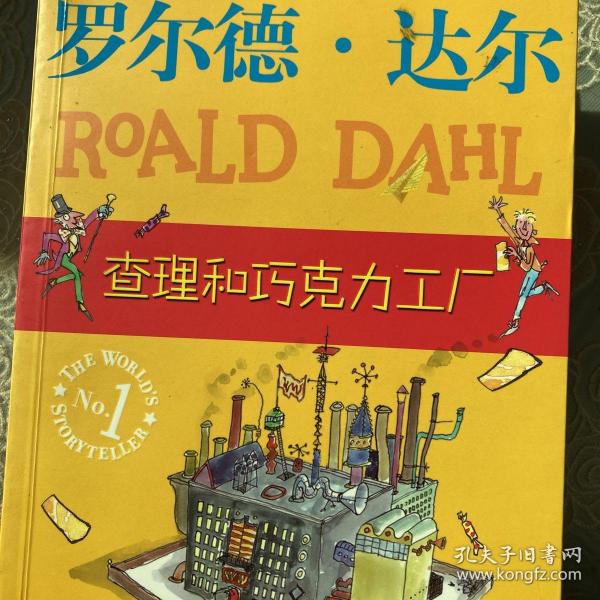 罗尔德·达尔
ROALD DAHL
查理和巧克力工厂
THE WORLD'S
No.1
STORYTELLER
孔夫子旧书网
www.kongfz.com